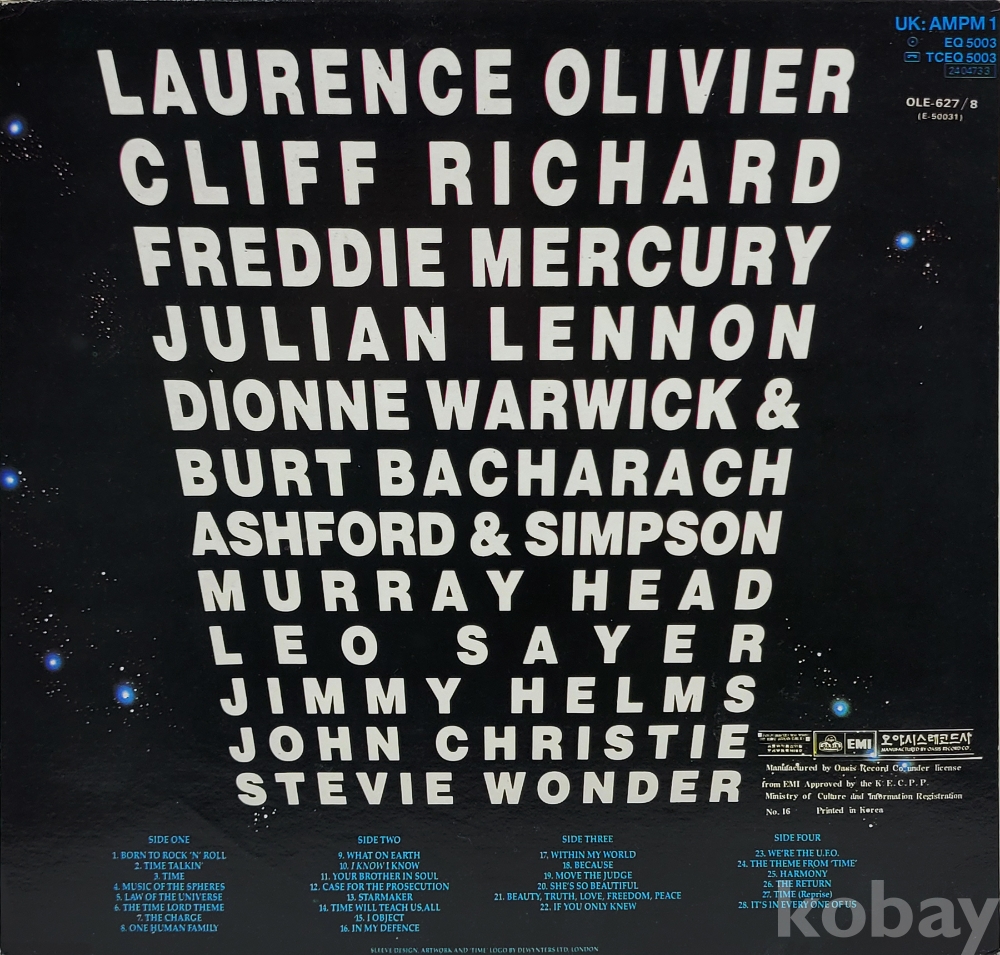 UK: AMPM 1
EQ 5003
TCEQ 5003
2404733
OLE-627/8
(E-50031)
LAURENCE OLIVIER
CLIFF RICHARD
FREDDIE MERCURY
JULIAN LENNON
DIONNE WARWICK &
BURT BACHARACH
ASHFORD & SIMPSON
MURRAY HEAD
LEO SAYER
JIMMY HELMS
JOHN CHRISTIE
STEVIE WONDER
EMI 오아시스레코드사
MANUFACTURED BY OASIS RECORD CO.
Manufactured by Oasis Record Co. under license
from EMI Approved by the K E.C.P.P.
Ministry of Culture and Information Registration
No. 16 Printed in Korea
SIDE ONE
1. BORN TO ROCK 'N' ROLL
2. TIME TALKIN'
3. TIME
4. MUSIC OF THE SPHERES
5. LAW OF THE UNIVERSE
6. THE TIME LORD THEME
7. THE CHARGE
8. ONE HUMAN FAMILY
SIDE TWO
9. WHAT ON EARTH
10. I KNOW I KNOW
11. YOUR BROTHER IN SOUL
12. CASE FOR THE PROSECUTION
13. STARMAKER
14. TIME WILL TEACH US ALL
15. I OBJECT
16. IN MY DEFENCE
SIDE THREE
17. WITHIN MY WORLD
18. BECAUSE
19. MOVE THE JUDGE
20. SHE'S SO BEAUTIFUL
21. BEAUTY, TRUTH, LOVE, FREEDOM, PEACE
22. IF YOU ONLY KNEW
SIDE FOUR
23. WE'RE THE U.F.O.
24. THE THEME FROM 'TIME'
25. HARMONY
26. THE RETURN
27. TIME (Reprise)
28. IT'S IN EVERY ONE OF US
SLEEVE DESIGN, ARTWORK AND 'TIME' LOGO BY DEWYNTERS LTD, LONDON
kobay